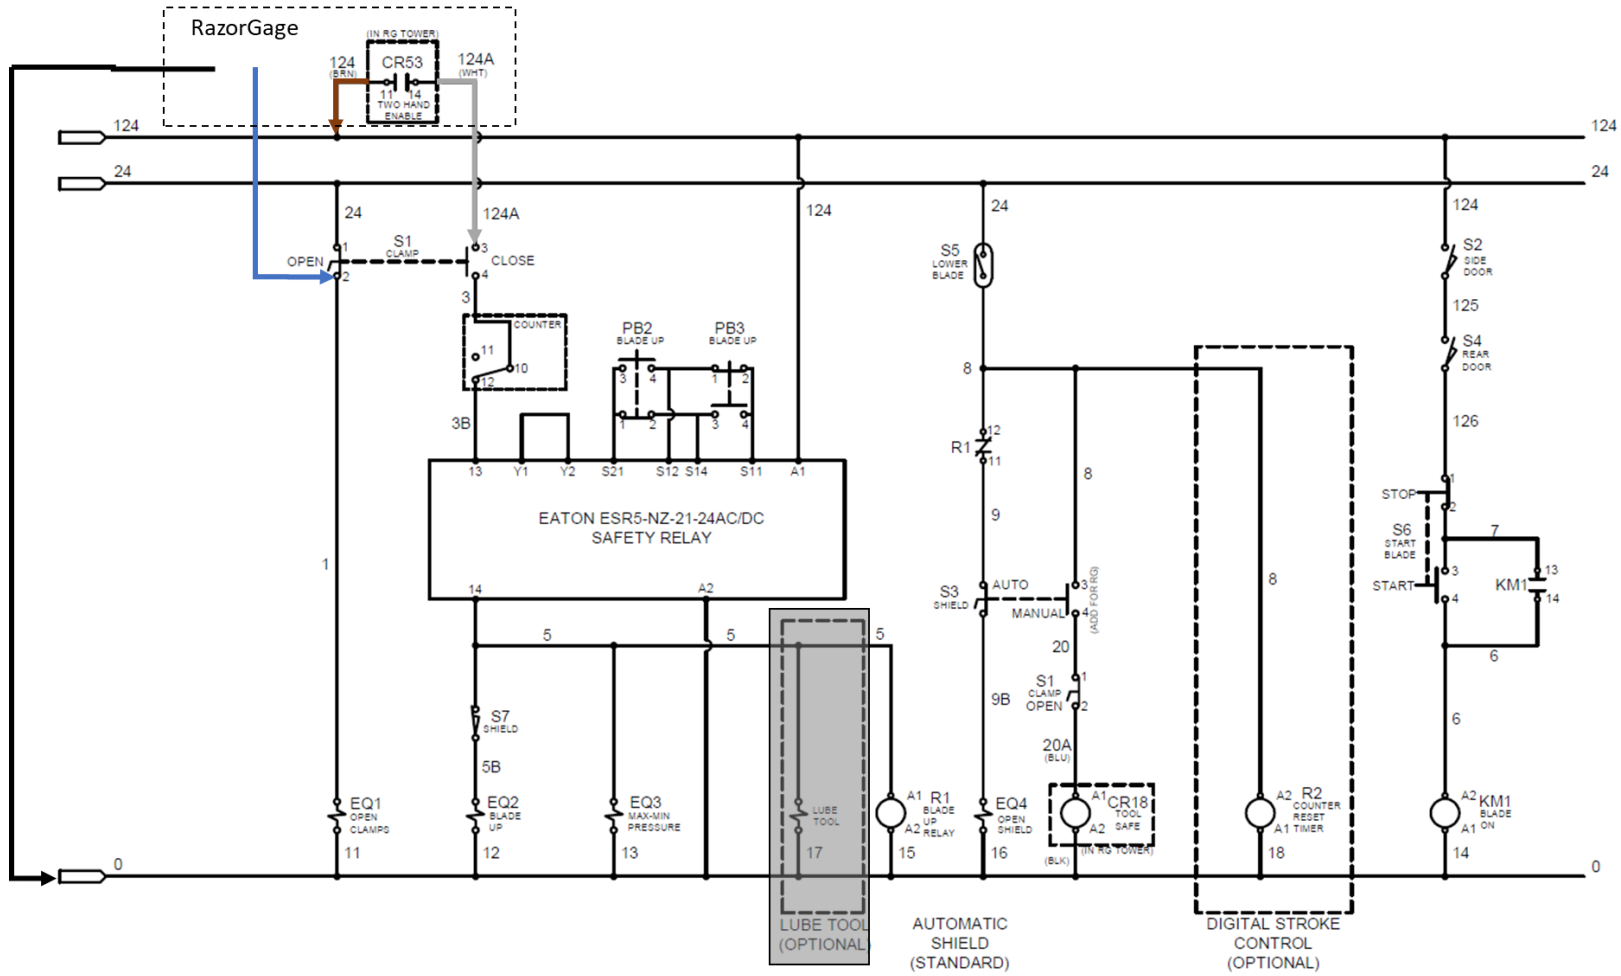 RazorGage
(IN RG TOWER)
124
(BRN)
CR53
124A
(WHT)
11
14
TWO HAND
ENABLE
124
124
24
24
24
124A
124
24
124
1
S1
CLAMP
3
OPEN
CLOSE
2
4
S5
LOWER
BLADE
S2
SIDE
DOOR
3
125
COUNTER
11
10
12
PB2
BLADE UP
PB3
BLADE UP
3
4
1
2
1
2
3
4
S4
REAR
DOOR
8
3B
126
R1
12
11
13
Y1
Y2
S21
S12
S14
S11
A1
8
EATON ESR5-NZ-21-24AC/DC
SAFETY RELAY
9
STOP
1
2
S6
START
BLADE
7
1
14
A2
S3
SHIELD
AUTO
MANUAL
3
4
(ADD FOR RG)
8
START
3
4
KM1
13
14
5
5
5
20
6
S1
CLAMP
OPEN
1
2
9B
S7
SHIELD
6
20A
(BLU)
5B
EQ1
OPEN
CLAMPS
EQ2
BLADE
UP
EQ3
MAX-MIN
PRESSURE
LUBE
TOOL
A1
A2
R1
BLADE
UP
RELAY
EQ4
OPEN
SHIELD
A1
A2
CR18
TOOL
SAFE
(IN RG TOWER)
(BLK)
A2
A1
R2
COUNTER
RESET
TIMER
A2
A1
KM1
BLADE
ON
11
12
13
17
15
16
18
14
0
0
LUBE TOOL
(OPTIONAL)
AUTOMATIC
SHIELD
(STANDARD)
DIGITAL STROKE
CONTROL
(OPTIONAL)